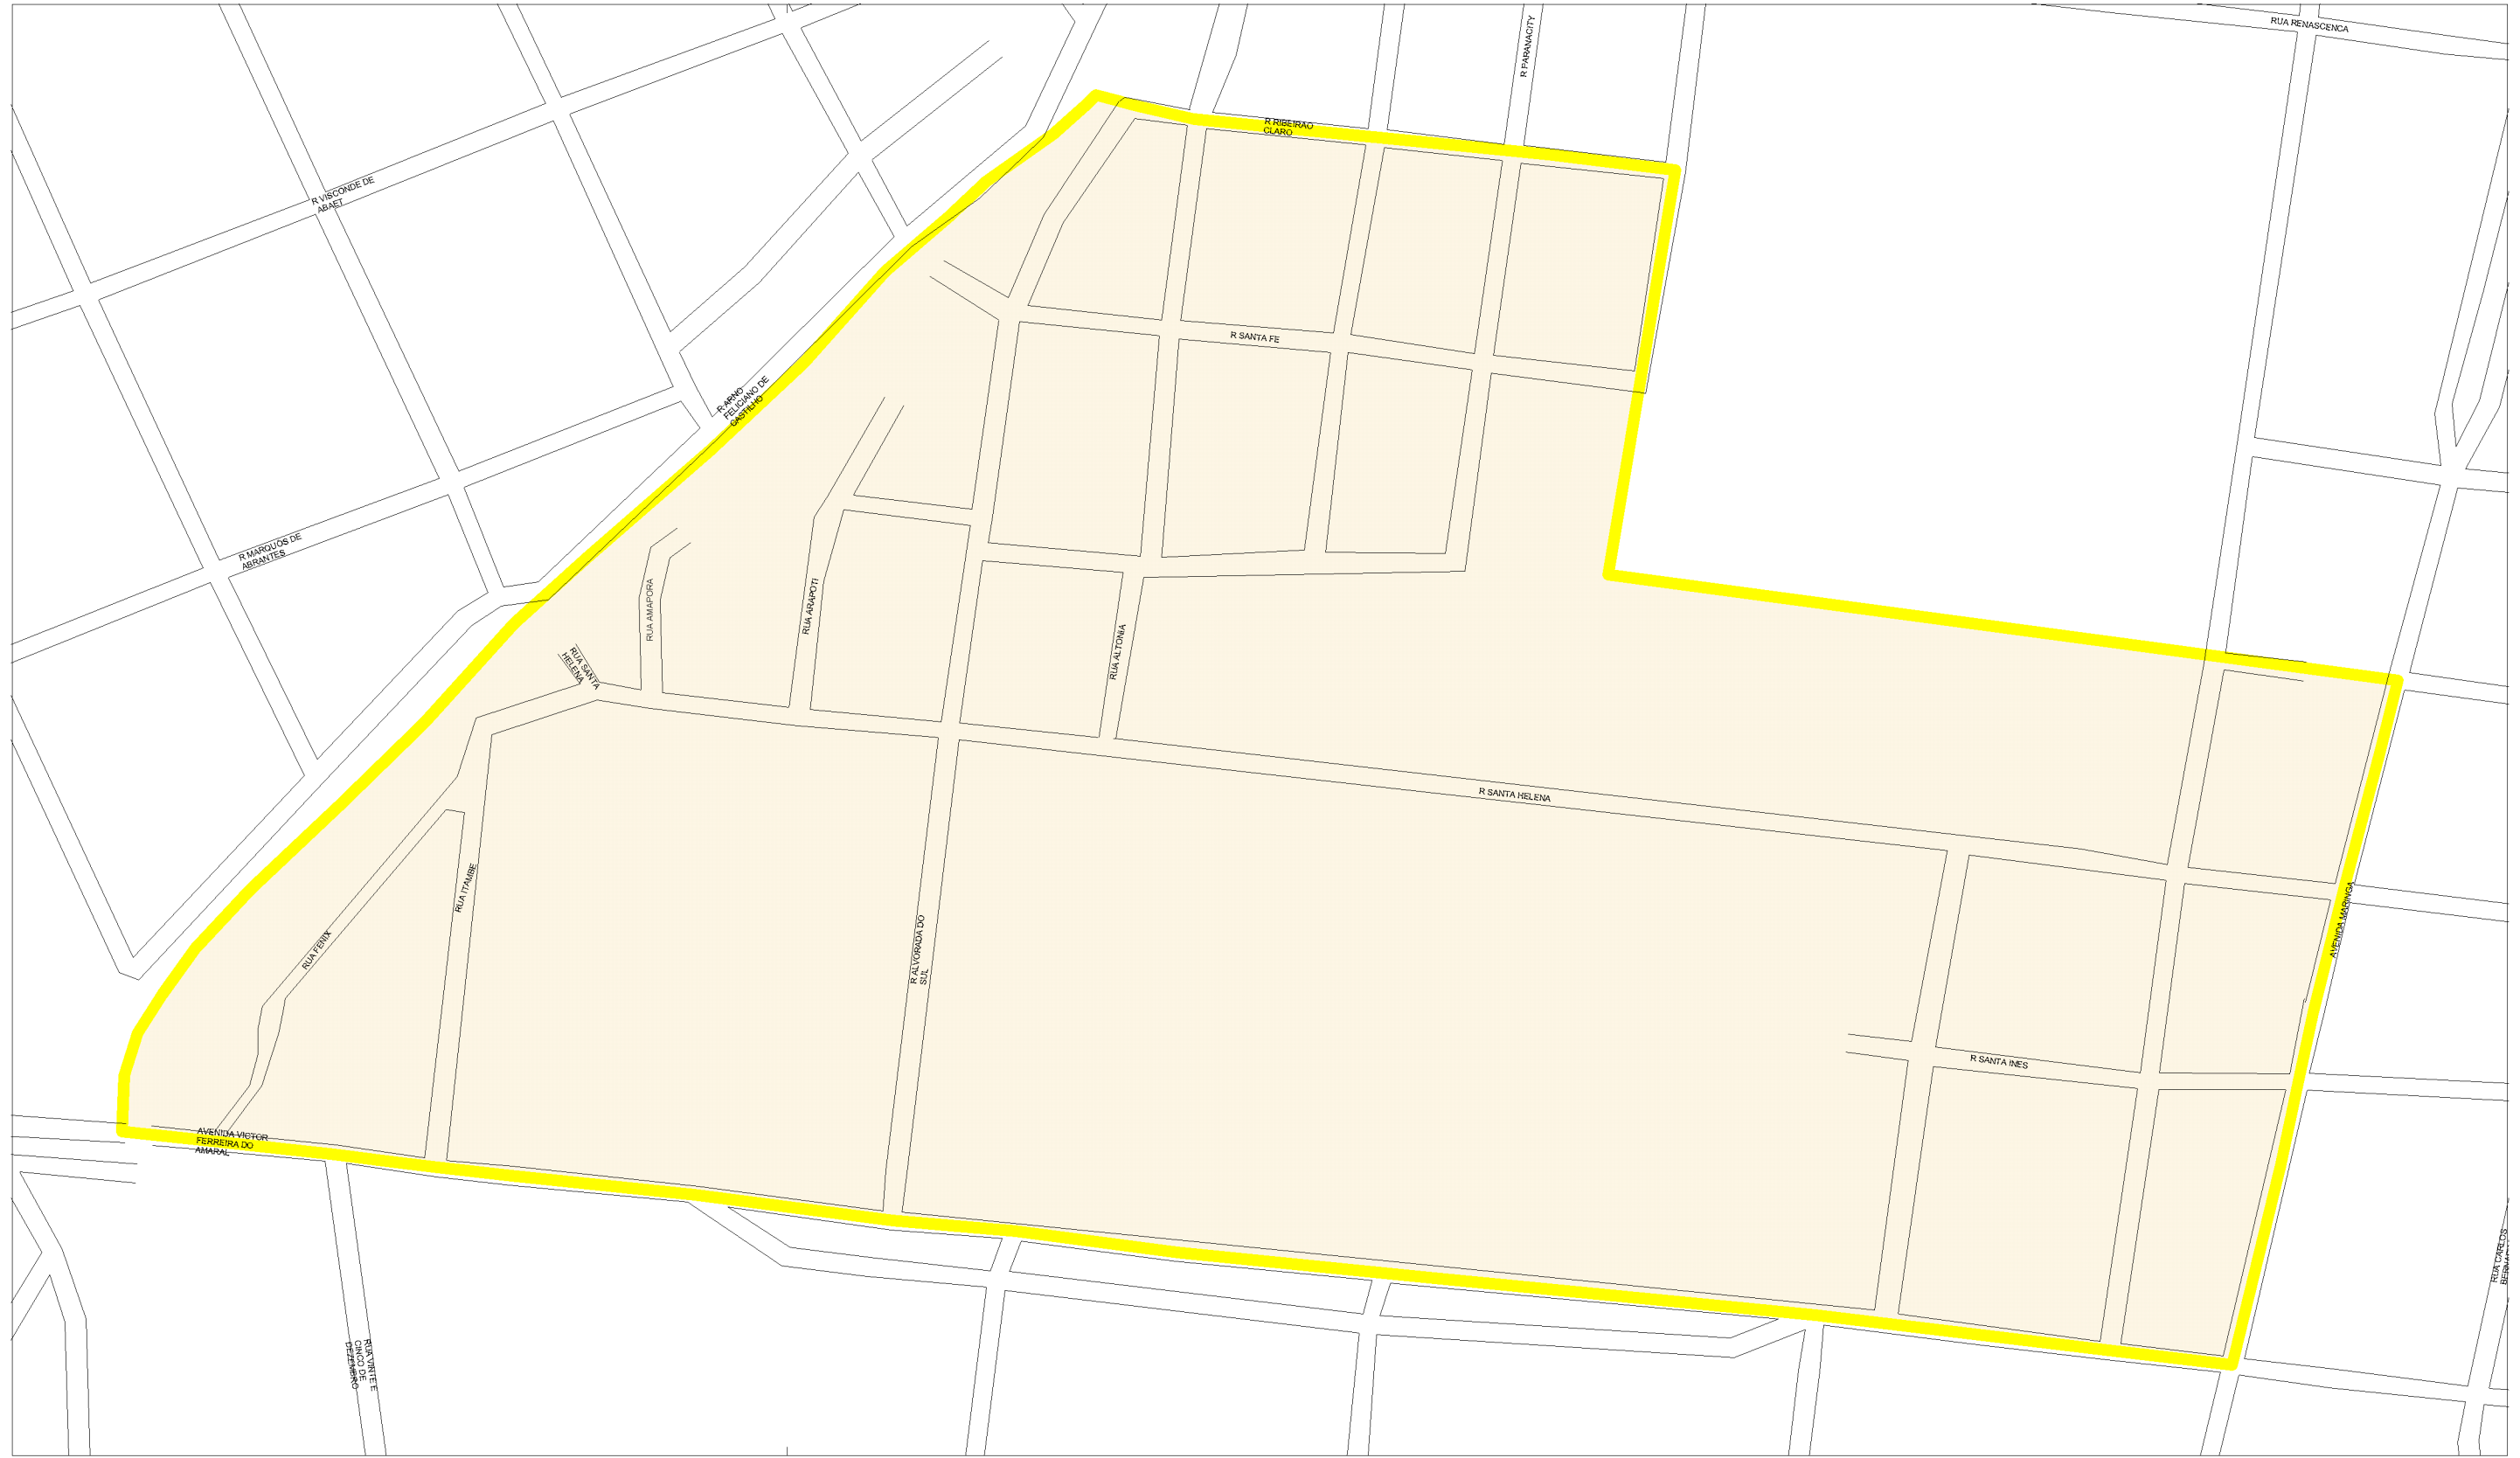 RUA RENASCENCA
R PARANACITY
R RIBEIRAO
CLARO
R VISCONDE DE
ABAET
R SANTA FE
R ARNO
FELICIANO DE
CASTILHO
R MARQUÓS DE
ABRANTES
RUA AMAPORA
RUA ARAPOTI
RUA ALTONIA
RUA SANTA
HELENA
R SANTA HELENA
RUA ITAMBE
RUA FENIX
R ALVORADA DO
SUL
AVENIDA MARINGA
R SANTA INES
AVENIDA VICTOR
FERREIRA DO
AMARAL
RUA CARLOS
RUA VINTE E
CINCO DE
DEZEMBRO